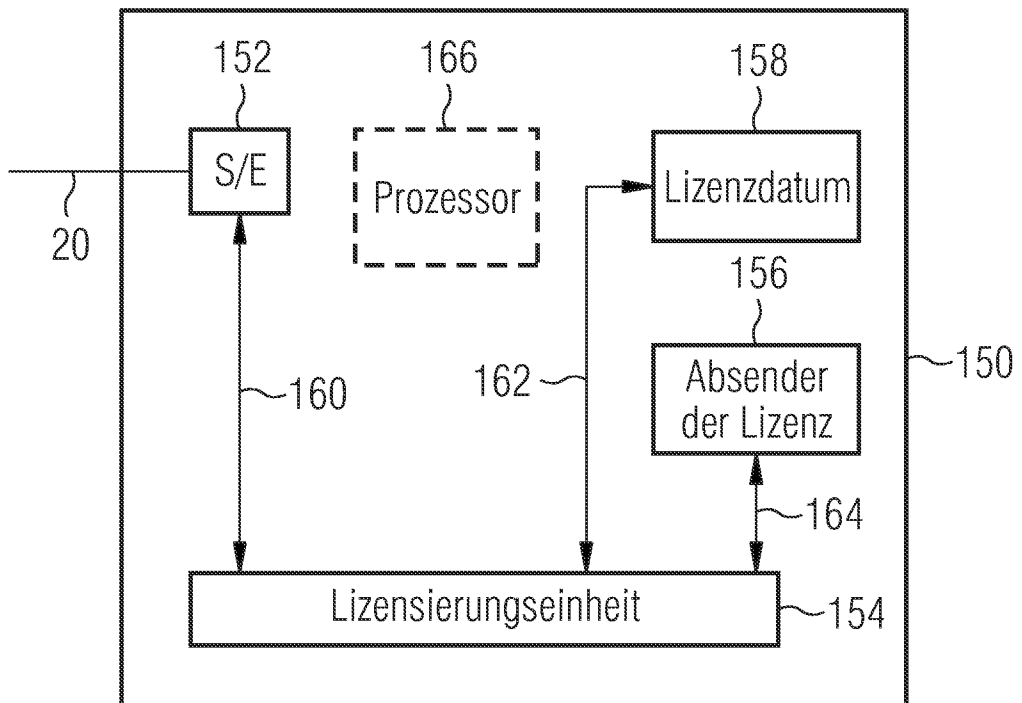 152
166
158
S/E
Prozessor
Lizenzdatum
20
156
150
160
162
Absender
der Lizenz
164
Lizensierungseinheit
154